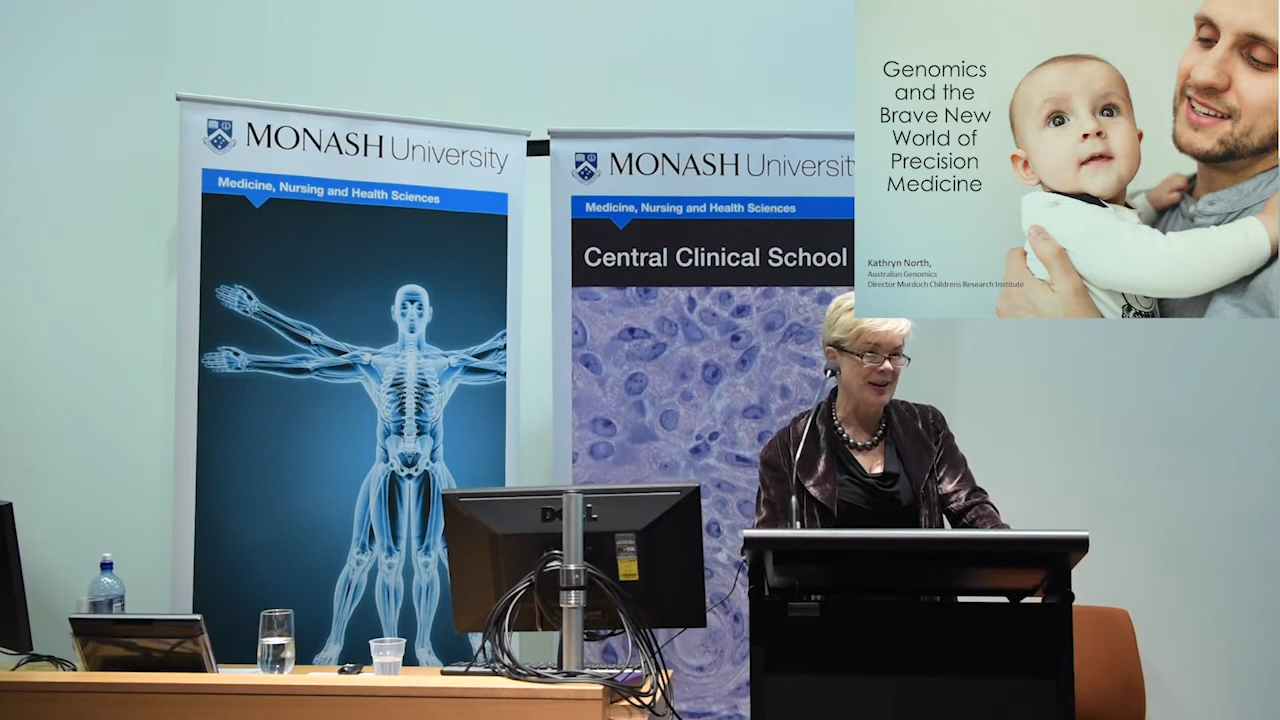 MONASH University
Medicine, Nursing and Health Sciences
MONASH University
Medicine, Nursing and Health Sciences
Central Clinical School
Genomics
and the
Brave New
World of
Precision
Medicine
Kathryn North,
Australian Genomics
Director Murdoch Childrens Research Institute
DELL